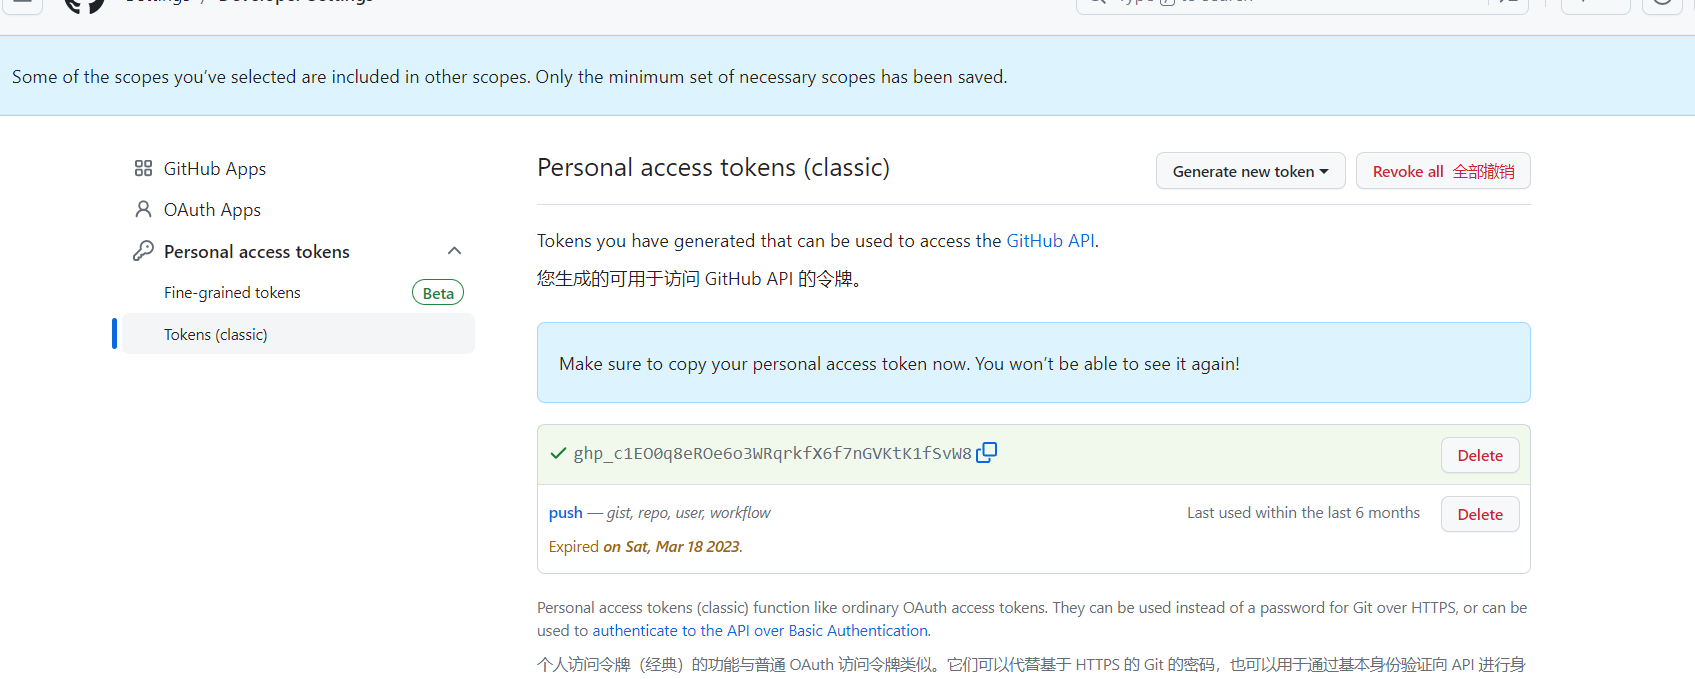 Settings / Developer Settings
Type / to search
Some of the scopes you've selected are included in other scopes. Only the minimum set of necessary scopes has been saved.
GitHub Apps
OAuth Apps
Personal access tokens
Fine-grained tokens Beta
Tokens (classic)
Personal access tokens (classic)
Generate new token
Revoke all 全部撤销
Tokens you have generated that can be used to access the GitHub API.
您生成的可用于访问 GitHub API 的令牌。
Make sure to copy your personal access token now. You won't be able to see it again!
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 Delete
push — gist, repo, user, workflow Last used within the last 6 months Delete
Expired on Sat, Mar 18 2023.
Personal access tokens (classic) function like ordinary OAuth access tokens. They can be used instead of a password for Git over HTTPS, or can be
used to authenticate to the API over Basic Authentication.
个人访问令牌（经典）的功能与普通 OAuth 访问令牌类似。它们可以代替基于 HTTPS 的 Git 的密码，也可以用于通过基本身份验证向 API 进行身